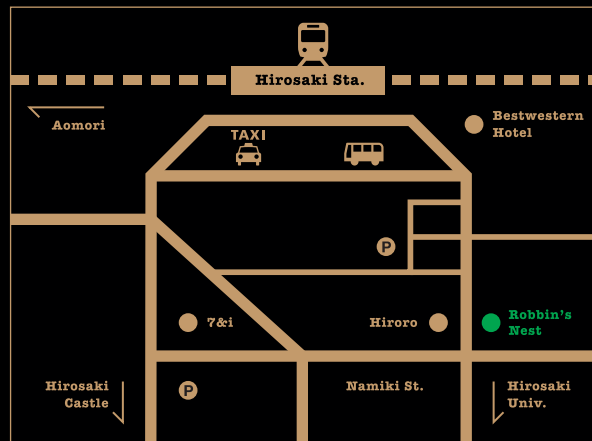 Hirosaki Sta.
Aomori
TAXI
Bestwestern
Hotel
P
7&i
Hiroro
Robbin's
Nest
Hirosaki
Castle
P
Namiki St.
Hirosaki
Univ.